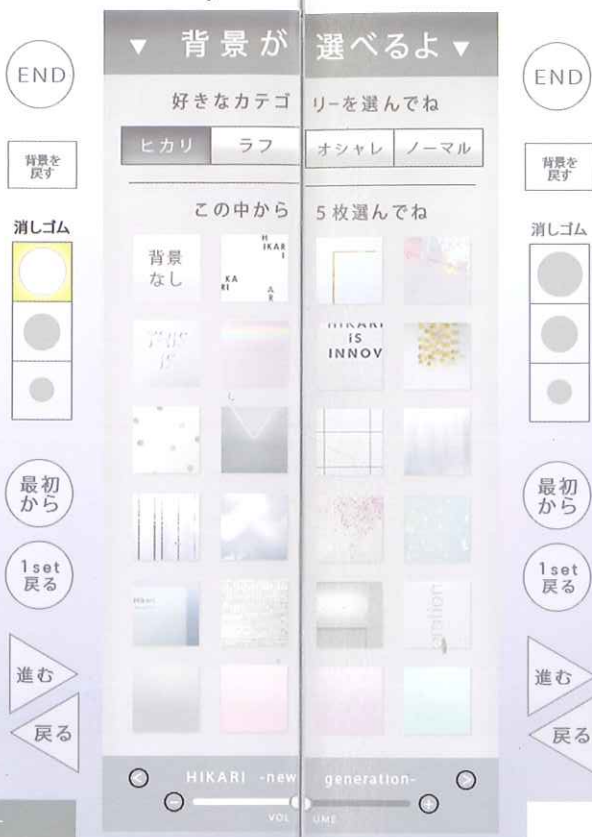 END
背景を
戻す
消しゴム
最初
から
1set
戻る
進む
戻る
▼ 背景が選べるよ ▼
好きなカテゴリーを選んでね
ヒカリ ラフ オシャレ ノーマル
この中から5枚選んでね
背景
なし
H
IKAR
I
KA
RI
A
R
THIS
IS
HIKARI
iS
INNOV
HIKARI -new generation-
VOLUME
END
背景を
戻す
消しゴム
最初
から
1set
戻る
進む
戻る